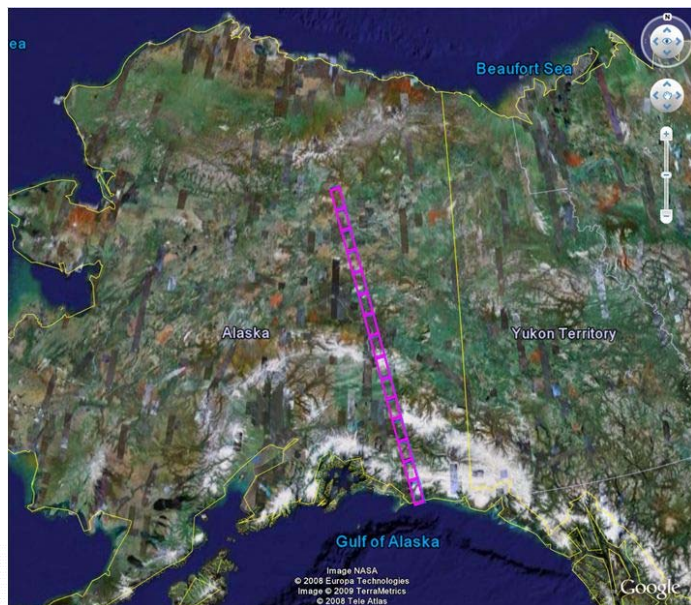 N
ea
Beaufort Sea
Alaska
Yukon Territory
Gulf of Alaska
Image NASA
© 2008 Europa Technologies
Image © 2009 TerraMetrics
© 2008 Tele Atlas
Google